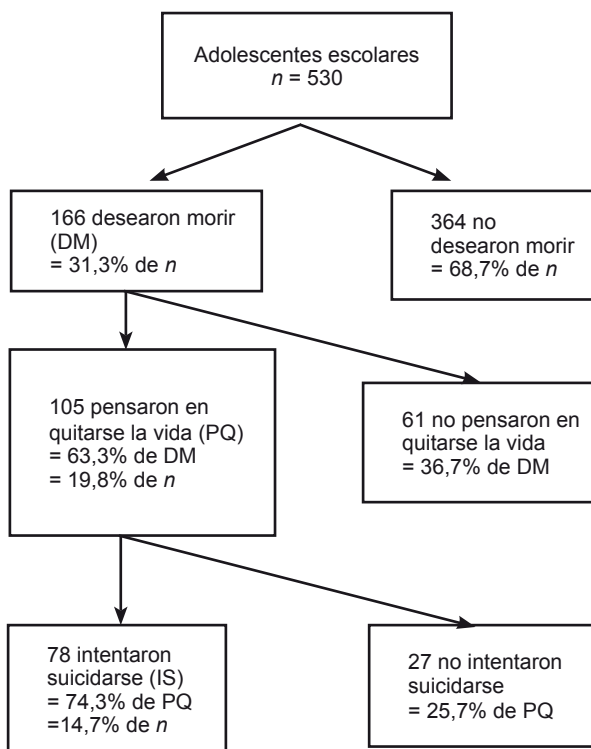 Adolescentes escolares
n = 530
166 desearon morir
(DM)
= 31,3% de n
364 no
desearon morir
= 68,7% de n
105 pensaron en
quitarse la vida (PQ)
= 63,3% de DM
= 19,8% de n
61 no pensaron en
quitarse la vida
= 36,7% de DM
78 intentaron
suicidarse (IS)
= 74,3% de PQ
=14,7% de n
27 no intentaron
suicidarse
= 25,7% de PQ